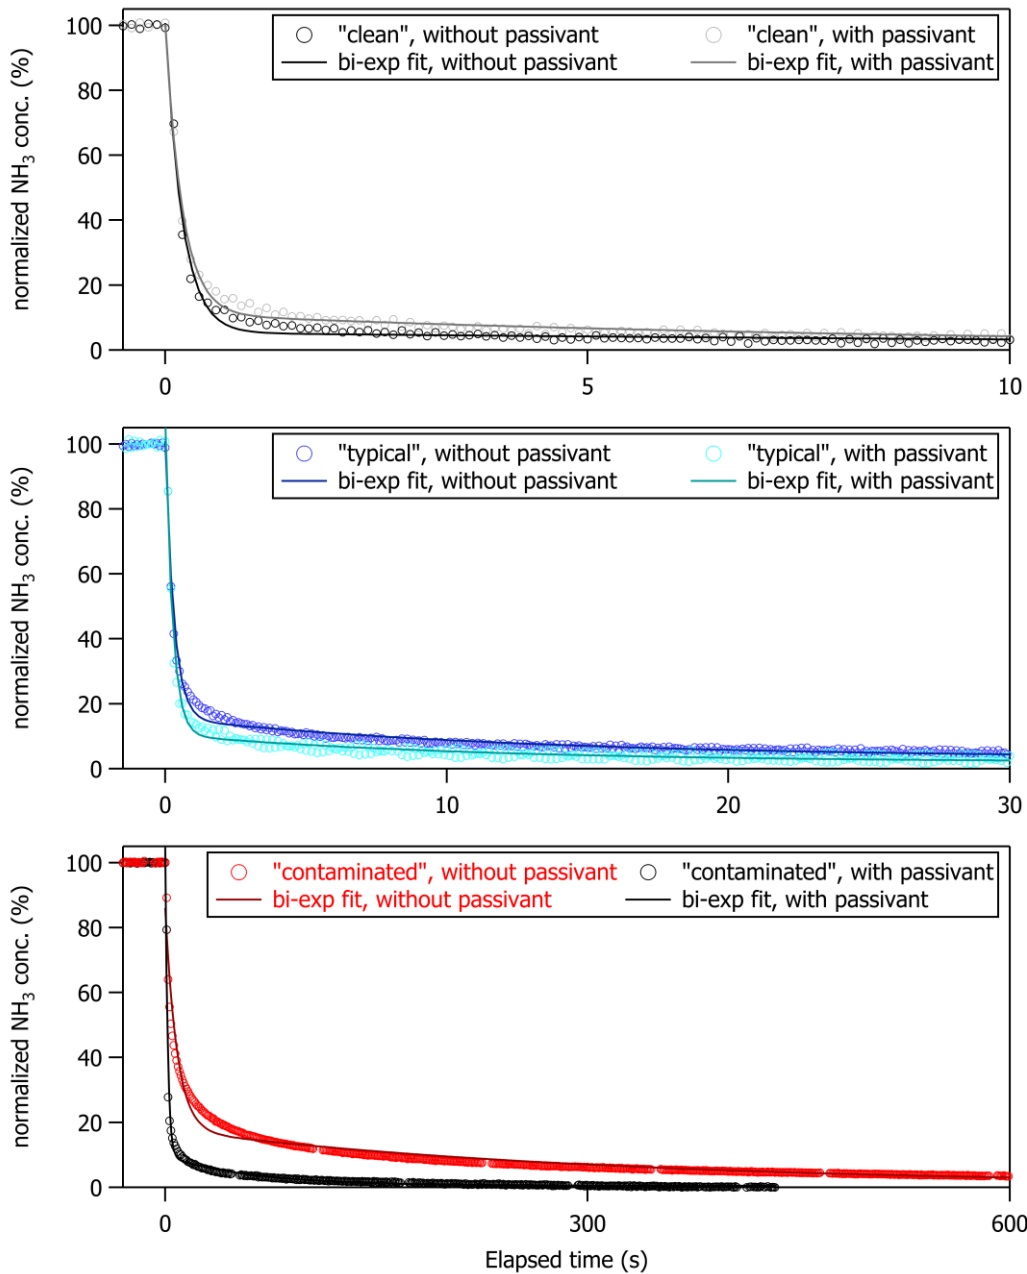 normalized NH3 conc. (%)
100
80
60
40
20
0
"clean", without passivant
"clean", with passivant
bi-exp fit, without passivant
bi-exp fit, with passivant
0
5
10
normalized NH3 conc. (%)
100
80
60
40
20
0
"typical", without passivant
"typical", with passivant
bi-exp fit, without passivant
bi-exp fit, with passivant
0
10
20
30
normalized NH3 conc. (%)
100
80
60
40
20
0
"contaminated", without passivant
"contaminated", with passivant
bi-exp fit, without passivant
bi-exp fit, with passivant
0
300
600
Elapsed time (s)